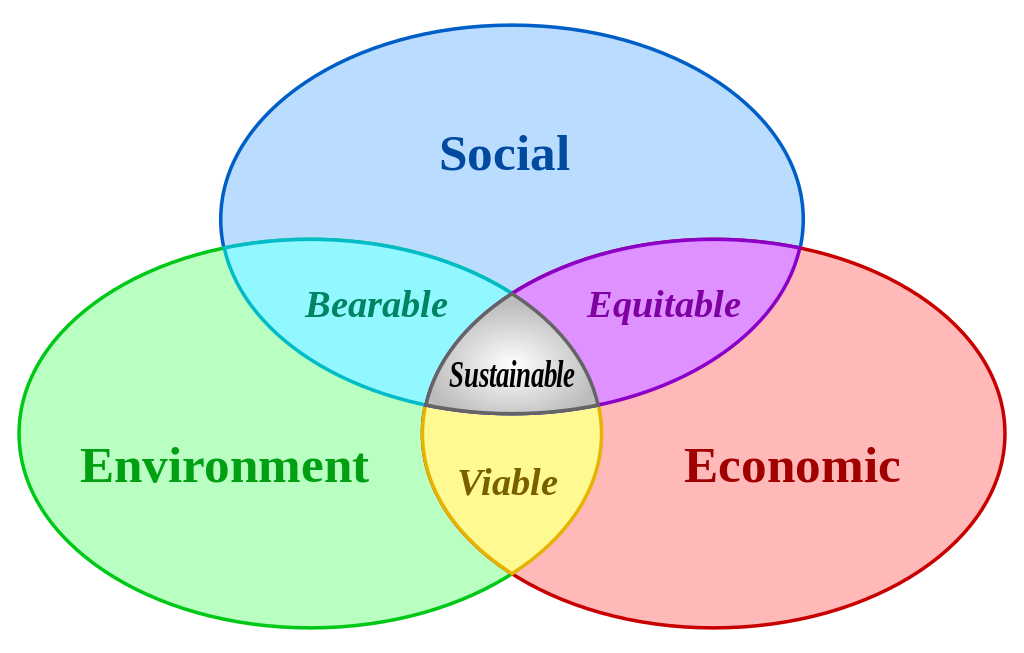 Social
Bearable
Equitable
Sustainable
Environment
Economic
Viable